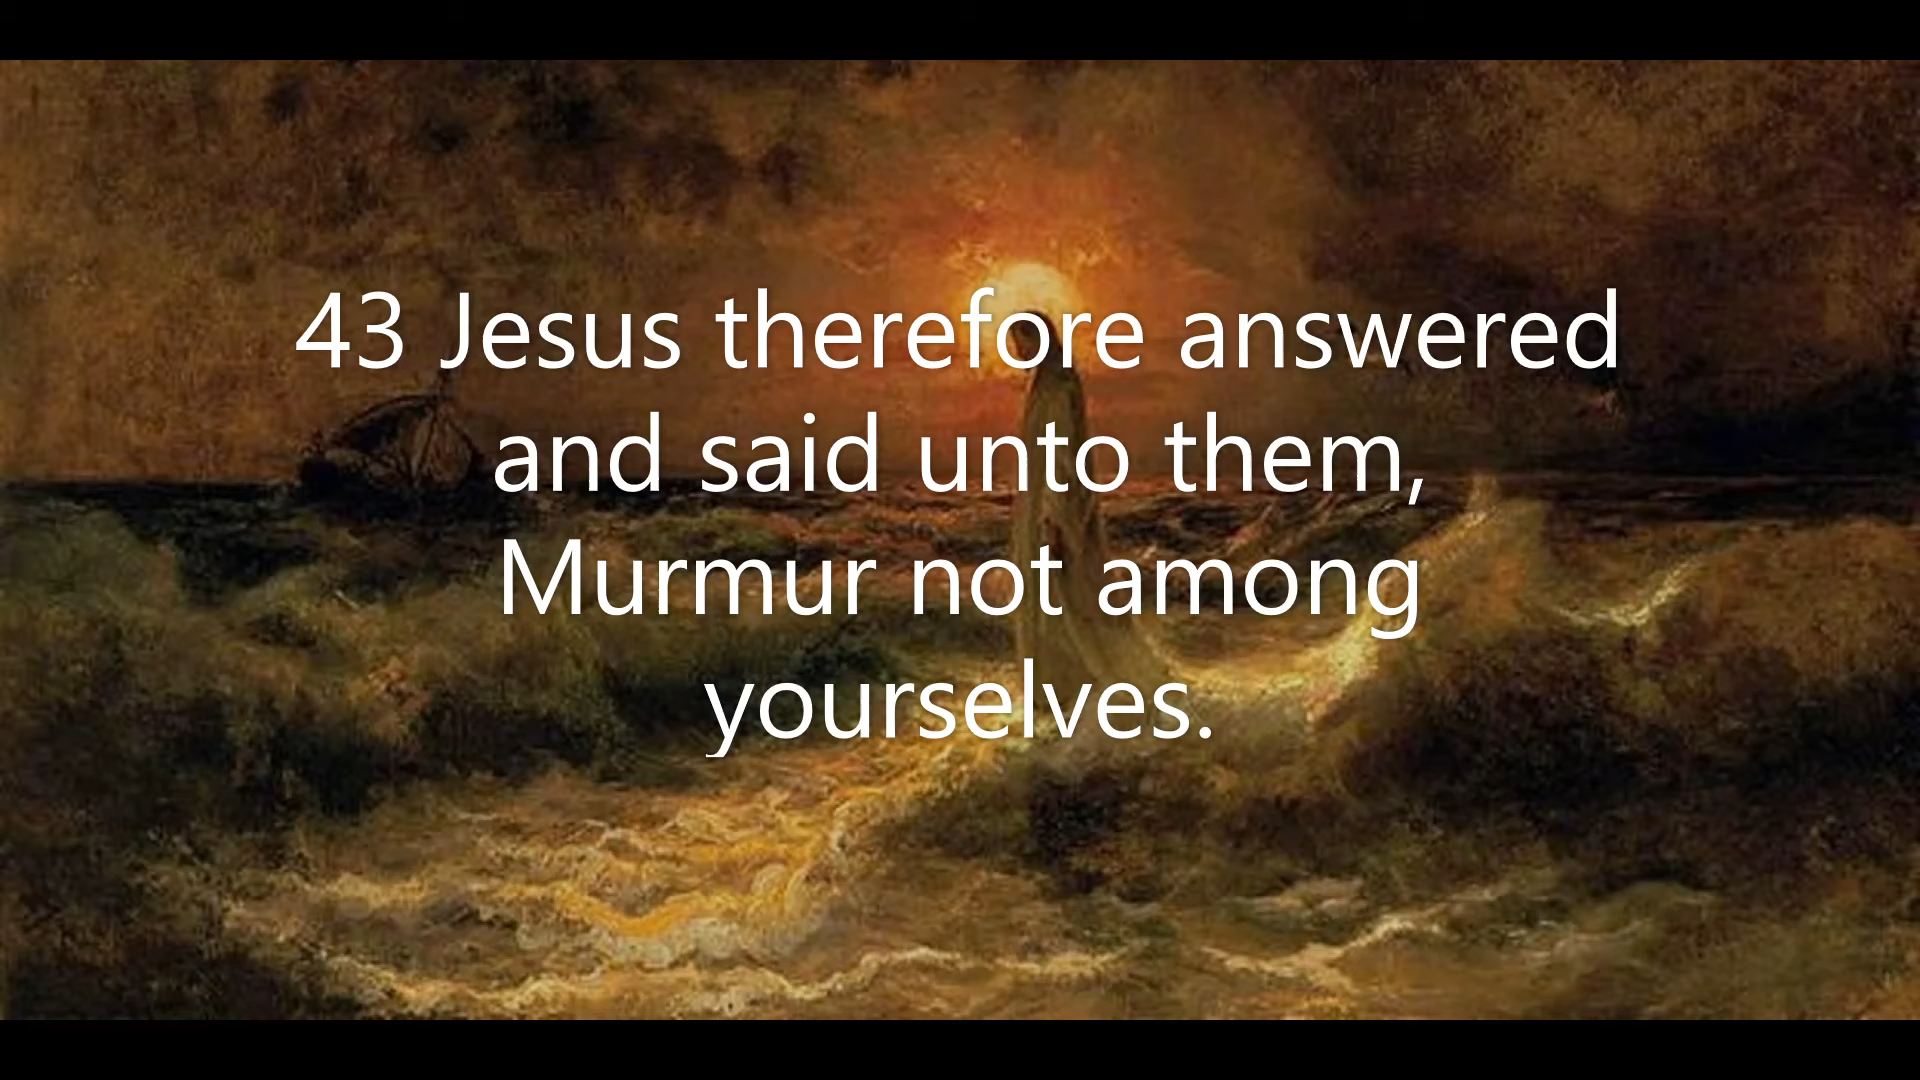 43 Jesus therefore answered
and said unto them,
Murmur not among
yourselves.